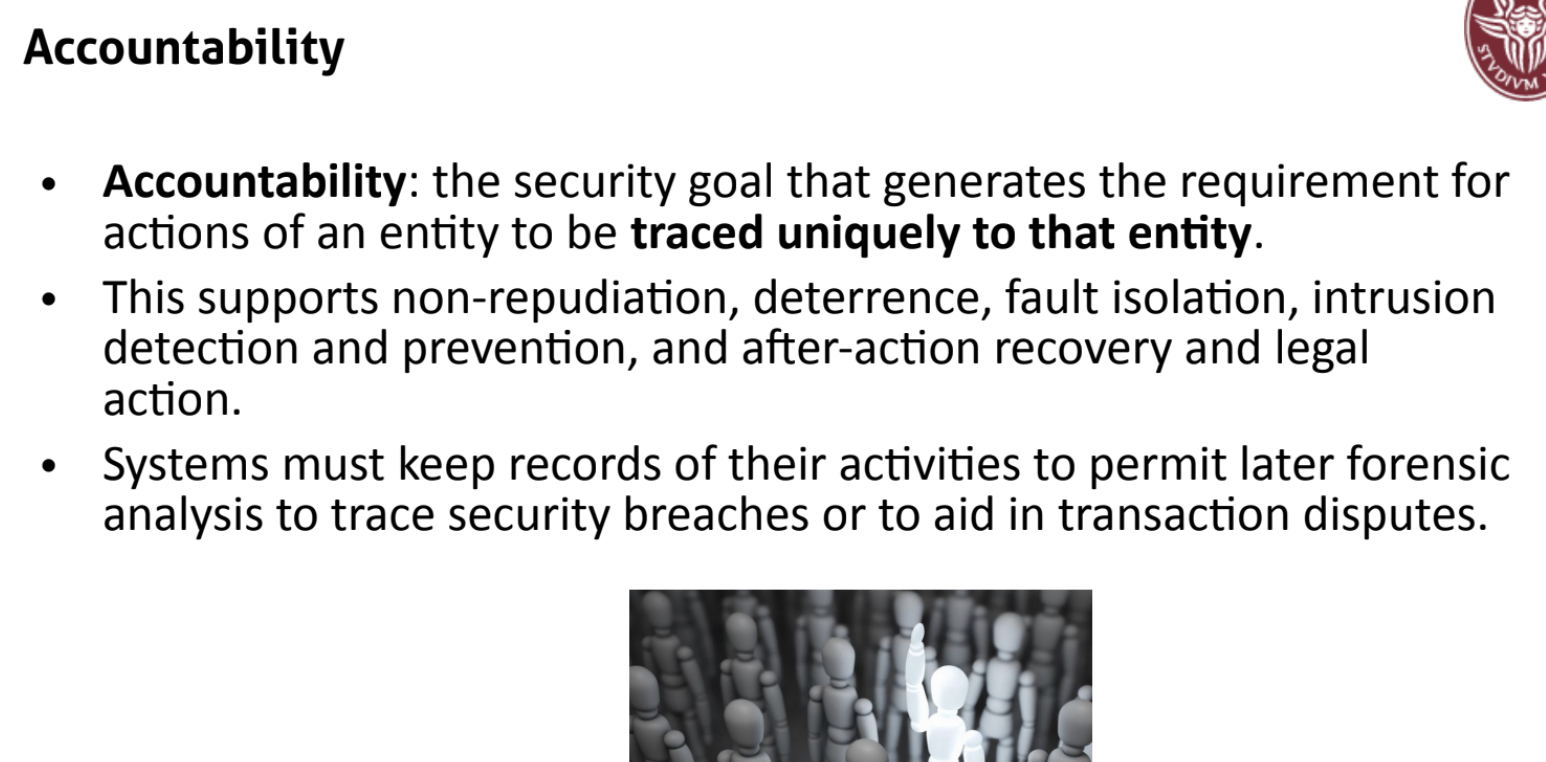 Accountability
• Accountability: the security goal that generates the requirement for
actions of an entity to be traced uniquely to that entity.
• This supports non-repudiation, deterrence, fault isolation, intrusion
detection and prevention, and after-action recovery and legal
action.
• Systems must keep records of their activities to permit later forensic
analysis to trace security breaches or to aid in transaction disputes.
STVDIVM